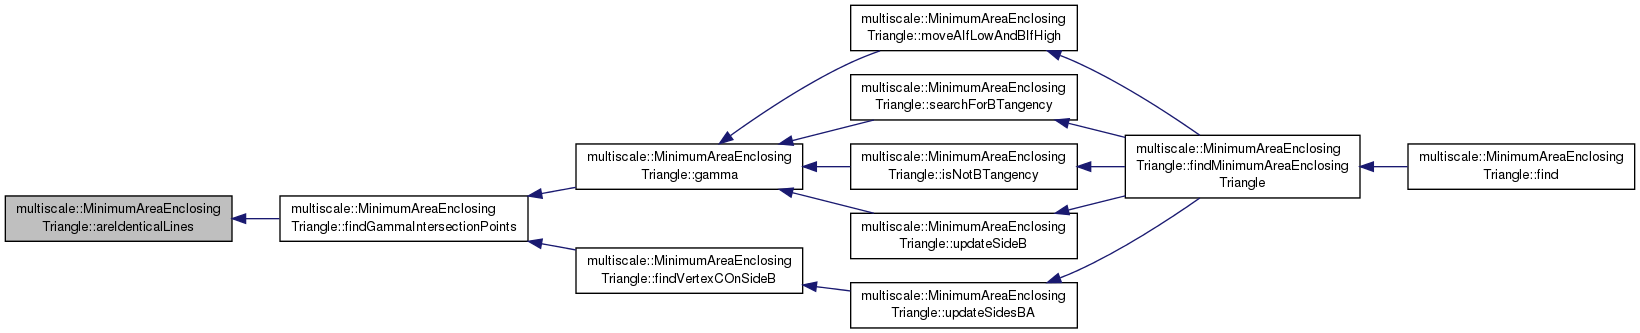 multiscale::MinimumAreaEnclosing
Triangle::areIdenticalLines
multiscale::MinimumAreaEnclosing
Triangle::findGammaIntersectionPoints
multiscale::MinimumAreaEnclosing
Triangle::gamma
multiscale::MinimumAreaEnclosing
Triangle::findVertexCOnSideB
multiscale::MinimumAreaEnclosing
Triangle::moveAIfLowAndBIfHigh
multiscale::MinimumAreaEnclosing
Triangle::searchForBTangency
multiscale::MinimumAreaEnclosing
Triangle::isNotBTangency
multiscale::MinimumAreaEnclosing
Triangle::updateSideB
multiscale::MinimumAreaEnclosing
Triangle::updateSidesBA
multiscale::MinimumAreaEnclosing
Triangle::findMinimumAreaEnclosing
Triangle
multiscale::MinimumAreaEnclosing
Triangle::find